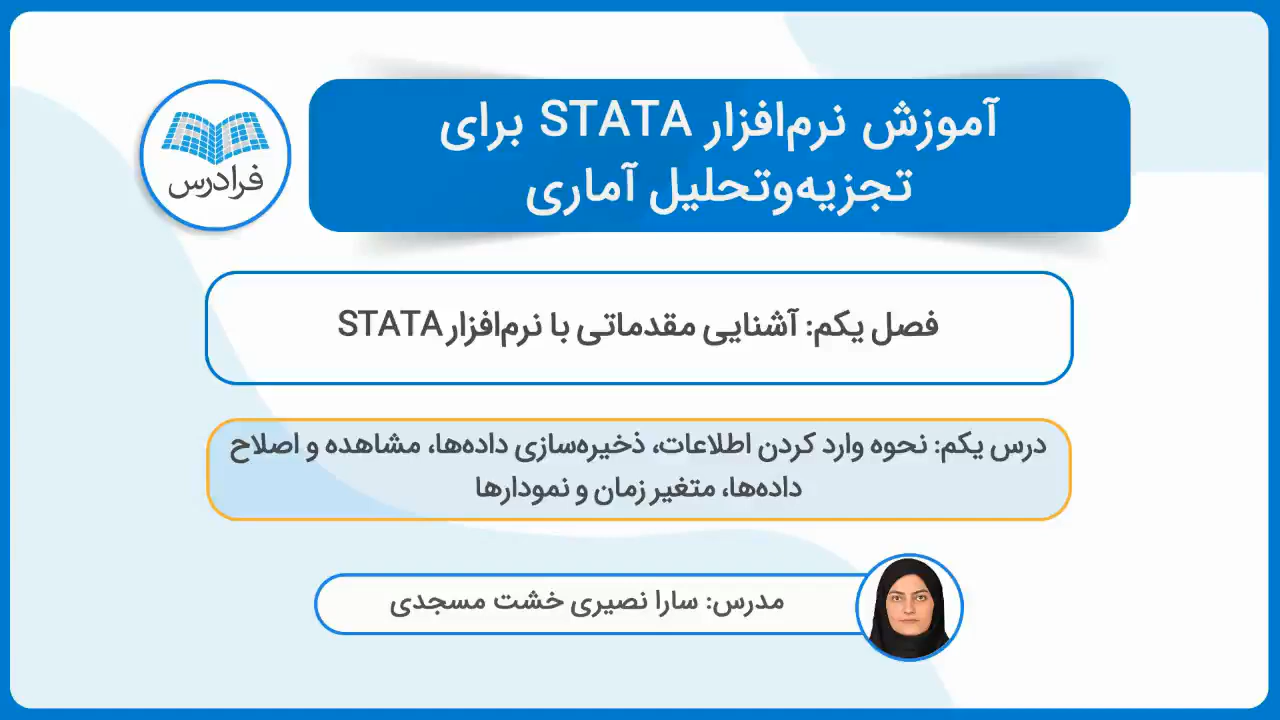 آموزش نرم‌افزار STATA برای
تجزیه‌وتحلیل آماری
فرادرس
فصل یکم: آشنایی مقدماتی با نرم‌افزار STATA
درس یکم: نحوه وارد کردن اطلاعات، ذخیره‌سازی داده‌ها، مشاهده و اصلاح
داده‌ها، متغیر زمان و نمودارها
مدرس: سارا نصیری خشت مسجدی